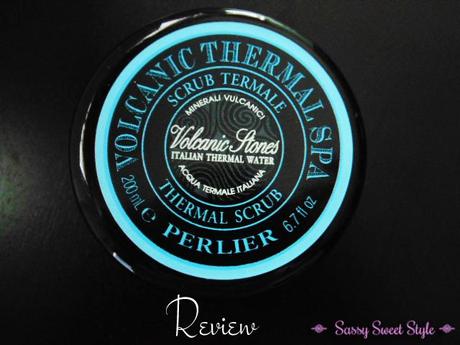 VOLCANIC THERMAL SPA
SCRUB TERMALE
MINERALI VULCANICI
Volcanic Stones
ITALIAN THERMAL WATER
ACQUA TERMALE ITALIANA
THERMAL SCRUB
200 mL e
PERLIER
6.7 fl oz
Review
Sassy Sweet Style